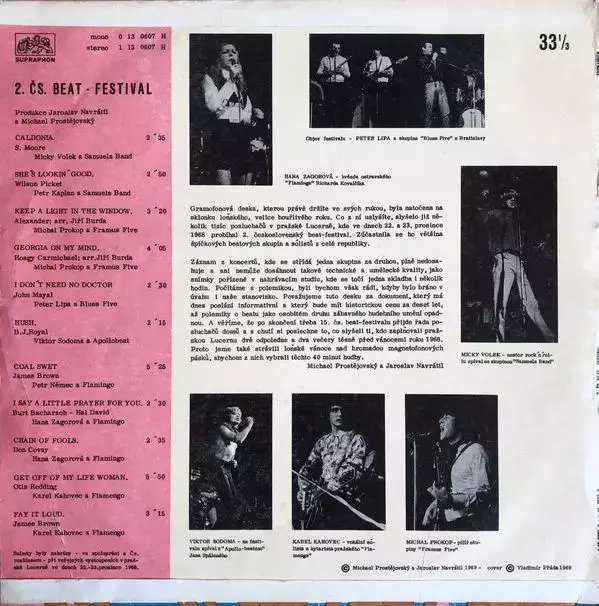 SUPRAPHON
mono 0 13 0607 H
stereo 1 13 0607 H
2. ČS. BEAT - FESTIVAL
Produkce Jaroslav Navrátil
a Michael Prostějovský
CALDONIA. 2´35
S. Moore
Micky Volek a Samuels Band
SHE´S LOOKIN´ GOOD. 2´50
Wilson Picket
Petr Kaplan a Samuels Band
KEEP A LIGHT IN THE WINDOW. 3´20
Alexander; arr. Jiří Burda
Michal Prokop a Framus Five
GEORGIA ON MY MIND. 4´05
Hoagy Carmichael; arr. Jiří Burda
Michal Prokop a Framus Five
I DON´T NEED NO DOCTOR 2´30
John Mayal
Peter Lipa a Blues Five
HUSH. 2´15
B.J.Royal
Viktor Sodoma a Apollobeat
COAL SWET 5´25
James Brown
Petr Němec a Flamingo
I SAY A LITTLE PRAYER FOR YOU. 2´30
Burt Bacharach - Hal David
Hana Zagorová a Flamingo
CHAIN OF FOOLS. 2´35
Don Covay
Hana Zagorová a Flamingo
GET OFF OF MY LIFE WOMAN. 5´50
Otis Redding
Karel Kahovec a Flamengo
PAY IT LOUD. 3´15
James Brown
Karel Kahovec a Flamengo
Snímky byly nahrány - ve spolupráci s Čs.
rozhlasem - při veřejných vystoupeních v praž-
ské Lucerně ve dnech 22.-23.prosince 1968.
33 1/3
Objev festivalu - PETER LIPA a skupina "Blues Five" z Bratislavy
HANA ZAGOROVÁ - hvězda ostravského
"Flaminga" Richarda Kovalčíka
Gramofonová deska, kterou právě držíte ve svých rukou, byla natočena na
sklonku loňského, velice bouřlivého roku. Co z ní uslyšíte, slyšelo již ně-
kolik tisíc posluchačů v pražské Lucerně, kde ve dnech 22. a 23. prosince
1968 probíhal 2. československý beat-festival. Zúčastnila se ho většina
špičkových beatových skupin a sólistů z celé republiky.
Záznam z koncertů, kde se střídá jedna skupina za druhou, plně nedosa-
huje a ani nemůže dosáhnout takové technické a umělecké kvality, jako
snímky pořízené v nahrávacím studiu, kde se točí jedna skladba i několik
hodin. Počítáme s polemikou, byli bychom však rádi, kdyby bylo bráno v
úvahu i naše stanovisko. Považujeme tuto desku za dokument, který má
dnes poslání informativní a který bude mít historickou cenu za deset let,
až polemiky o beatu jako osobitém druhu zábavného hudebního umění opad-
nou. A věříme, že po skončení třeba 15. čs. beat-festivalu přijde řada po-
sluchačů domů a s chutí si poslechne to, co slyšeli ti, kdo zaplňovali praž-
skou Lucernu dvě odpoledne a dva večery těsně před vánocemi roku 1968.
Proto jsme také strávili loňské vánoce nad hromadou magnetofonových
pásků, abychom z nich vybrali těchto 40 minut hudby.
Michael Prostějovský a Jaroslav Navrátil
MICKY VOLEK - nestor rock´n´ro-
lu zpíval se skupinou "Samuels Band"
VIKTOR SODOMA - na festi-
valu zpíval s "Apollo-beatem"
Jana Spáleného
KAREL KAHOVEC - vokální só-
lista a kytarista pražského "Fla-
menga"
MICHAL PROKOP - pilíř sku-
piny "Framus Five"
© Michael Prostějovský a Jaroslav Navrátil 1969 - cover © Vladimír Pfáda 1969